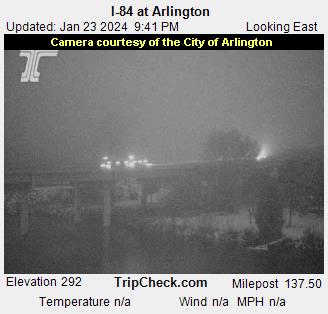 I-84 at Arlington
Updated: Jan 23 2024 9:41 PM Looking East
Camera courtesy of the City of Arlington
Elevation 292 TripCheck.com Milepost 137.50
Temperature n/a Wind n/a MPH n/a